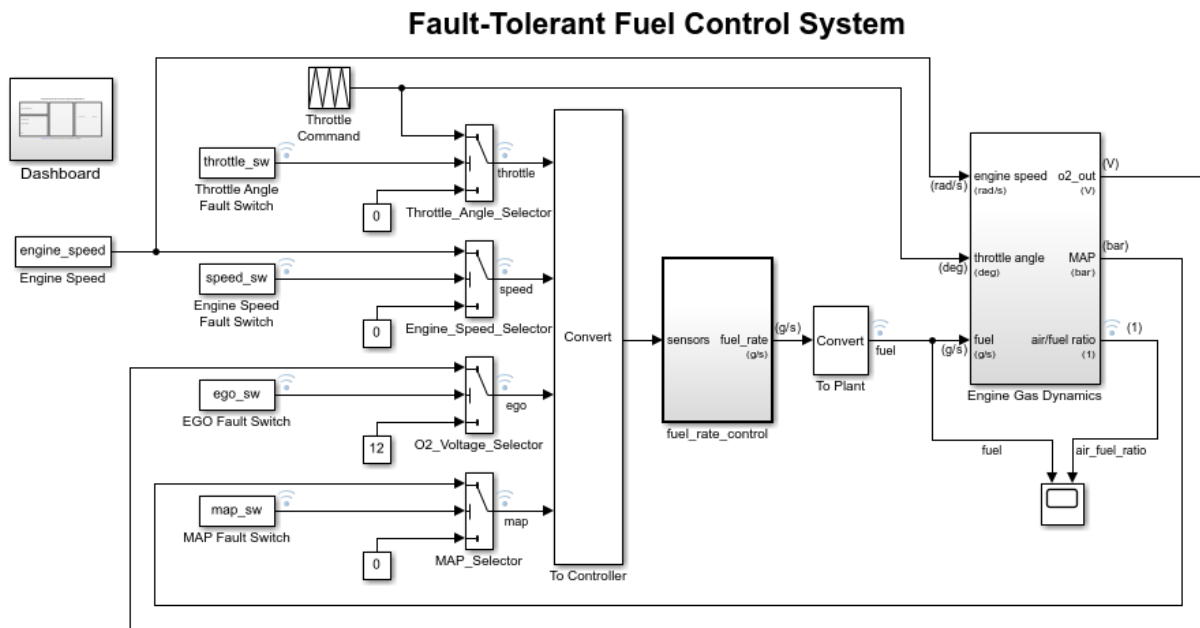 Fault-Tolerant Fuel Control System
Dashboard
Throttle
Command
throttle_sw
Throttle Angle
Fault Switch
0
throttle
Throttle_Angle_Selector
engine_speed
Engine Speed
speed_sw
Engine Speed
Fault Switch
0
speed
Engine_Speed_Selector
ego_sw
EGO Fault Switch
12
ego
O2_Voltage_Selector
map_sw
MAP Fault Switch
0
map
MAP_Selector
Convert
To Controller
sensors
fuel_rate
(g/s)
fuel_rate_control
(g/s)
Convert
To Plant
fuel
(rad/s)
(deg)
(g/s)
engine speed
(rad/s)
throttle angle
(deg)
fuel
(g/s)
o2_out
(V)
MAP
(bar)
air/fuel ratio
(1)
Engine Gas Dynamics
(V)
(bar)
(1)
fuel
air_fuel_ratio